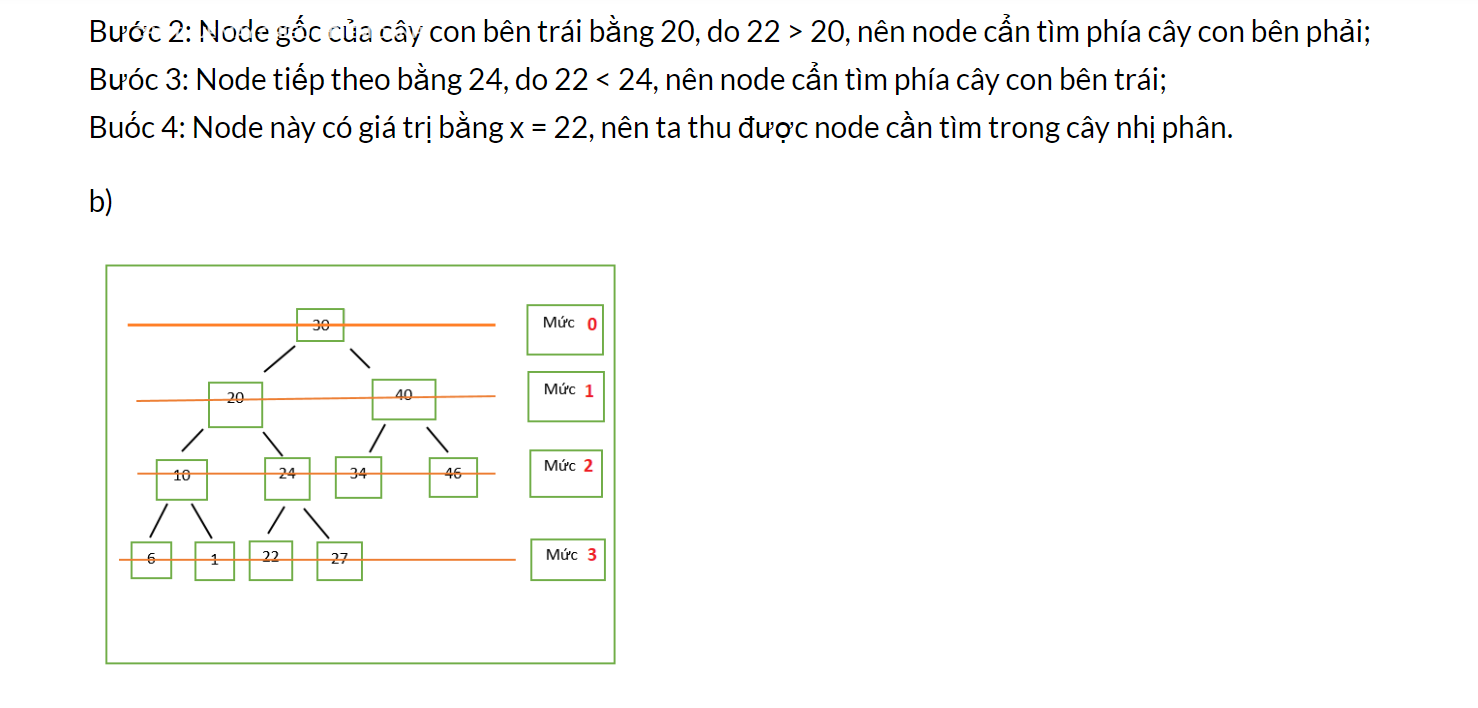 Bước 2: Node gốc của cây con bên trái bằng 20, do 22 > 20, nên node cẩn tìm phía cây con bên phải;
Bưóc 3: Node tiếp theo bằng 24, do 22 < 24, nên node cẩn tìm phía cây con bên trái;
Buóc 4: Node này có giá trị bằng x = 22, nên ta thu được node cần tìm trong cây nhị phân.
b)
30 Mức 0
20 40 Mức 1
10 24 34 46 Mức 2
6 1 22 27 Mức 3